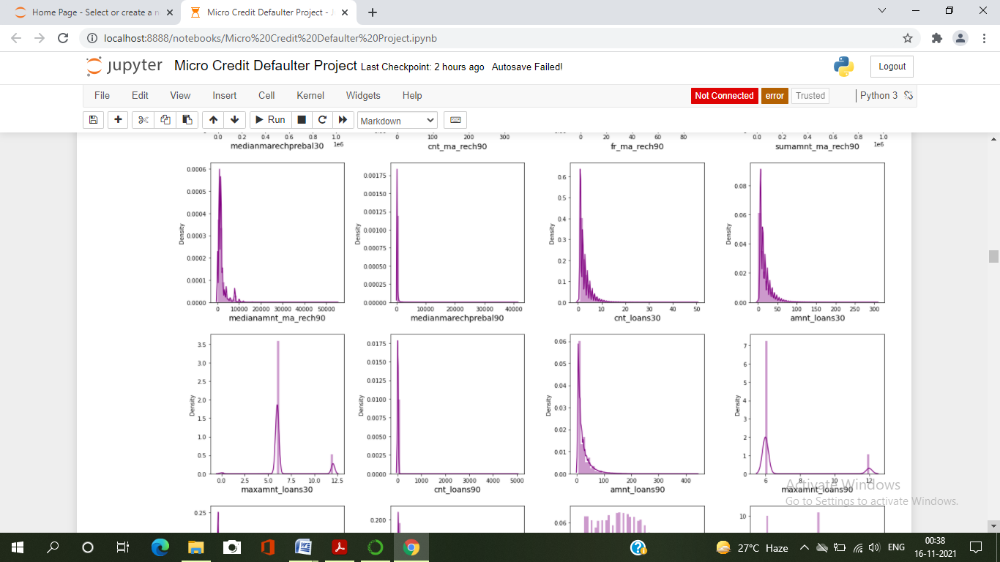 Home Page - Select or create a n
Micro Credit Defaulter Project - J
localhost:8888/notebooks/Micro%20Credit%20Defaulter%20Project.ipynb
jupyter Micro Credit Defaulter Project Last Checkpoint: 2 hours ago Autosave Failed!
Logout
File Edit View Insert Cell Kernel Widgets Help
Not Connected error Trusted Python 3
Run Markdown
0.0 0.2 0.4 0.6 0.8 1.0
1e6
medianmarechprebal30
0 100 200 300
cnt_ma_rech90
0 20 40 60 80
fr_ma_rech90
0.0 0.2 0.4 0.6 0.8 1.0
1e6
sumamnt_ma_rech90
0.0006
0.0005
0.0004
0.0003
0.0002
0.0001
0.0000
Density
0 10000 20000 30000 40000 50000
medianamnt_ma_rech90
0.00175
0.00150
0.00125
0.00100
0.00075
0.00050
0.00025
0.00000
Density
0 10000 20000 30000 40000
medianmarechprebal90
0.6
0.5
0.4
0.3
0.2
0.1
0.0
Density
0 10 20 30 40 50
cnt_loans30
0.08
0.06
0.04
0.02
0.00
Density
0 50 100 150 200 250 300
amnt_loans30
3.5
3.0
2.5
2.0
1.5
1.0
0.5
0.0
Density
0.0 2.5 5.0 7.5 10.0 12.5
maxamnt_loans30
0.0175
0.0150
0.0125
0.0100
0.0075
0.0050
0.0025
0.0000
Density
0 1000 2000 3000 4000 5000
cnt_loans90
0.06
0.05
0.04
0.03
0.02
0.01
0.00
Density
0 100 200 300 400
amnt_loans90
7
6
5
4
3
2
1
0
Density
6 8 10 12
maxamnt_loans90
Activate Windows
Go to Settings to activate Windows.
0.25
0.200
0.06
10
27°C Haze
ENG
00:38
16-11-2021